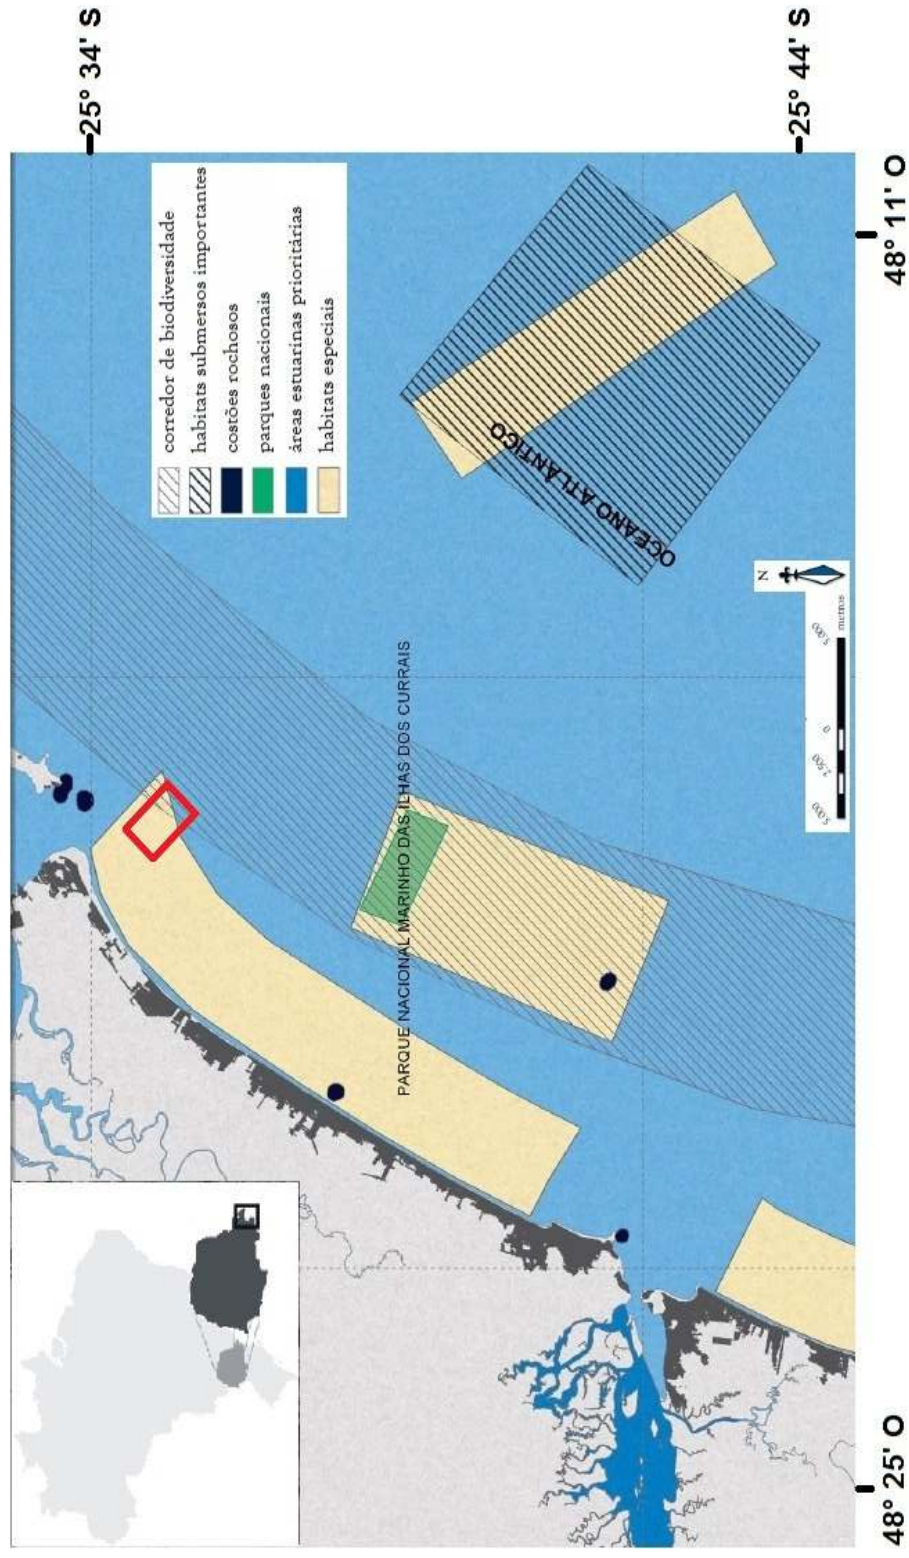 25° 34' S
25° 44' S
48° 11' O
48° 25' O
corredor de biodiversidade
habitats submersos importantes
costões rochosos
parques nacionais
áreas estuarinas prioritárias
habitats especiais
OCEANO ATLÂNTICO
PARQUE NACIONAL MARINHO DAS ILHAS DOS CURRAIS
N
5.000 2.500 0 5.000
metros